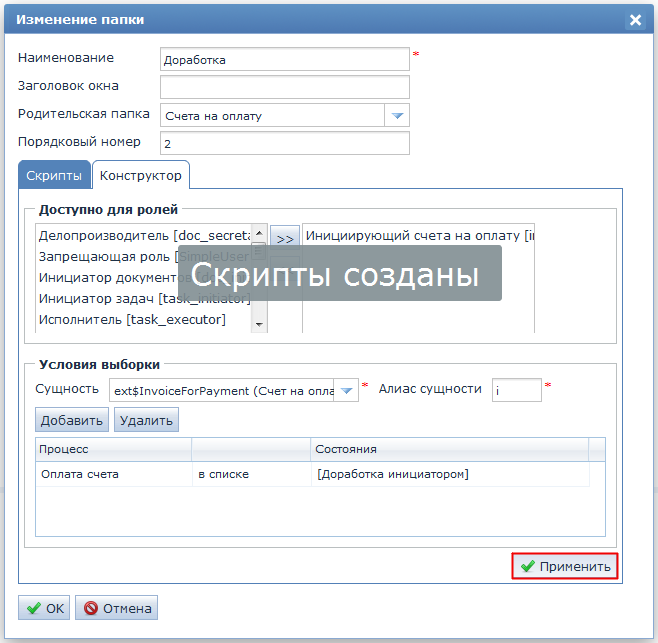 Изменение папки
Наименование Доработка *
Заголовок окна
Родительская папка Счета на оплату
Порядковый номер 2
Скрипты Конструктор
Доступно для ролей
Делопроизводитель [doc_secreta >> Инициирующий счета на оплату [i
Запрещающая роль [SimpleUser
Инициатор документов
Скрипты созданы
Инициатор задач [task_initiator]
Исполнитель [task_executor]
Условия выборки
Сущность ext$InvoiceForPayment (Счет на опла * Алиас сущности i *
Добавить Удалить
Процесс Состояния
Оплата счета в списке [Доработка инициатором]
Применить
OK Отмена